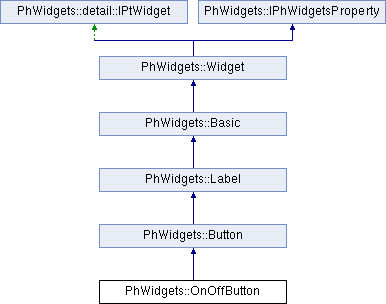 PhWidgets::detail::IPtWidget
PhWidgets::IPhWidgetsProperty
PhWidgets::Widget
PhWidgets::Basic
PhWidgets::Label
PhWidgets::Button
PhWidgets::OnOffButton